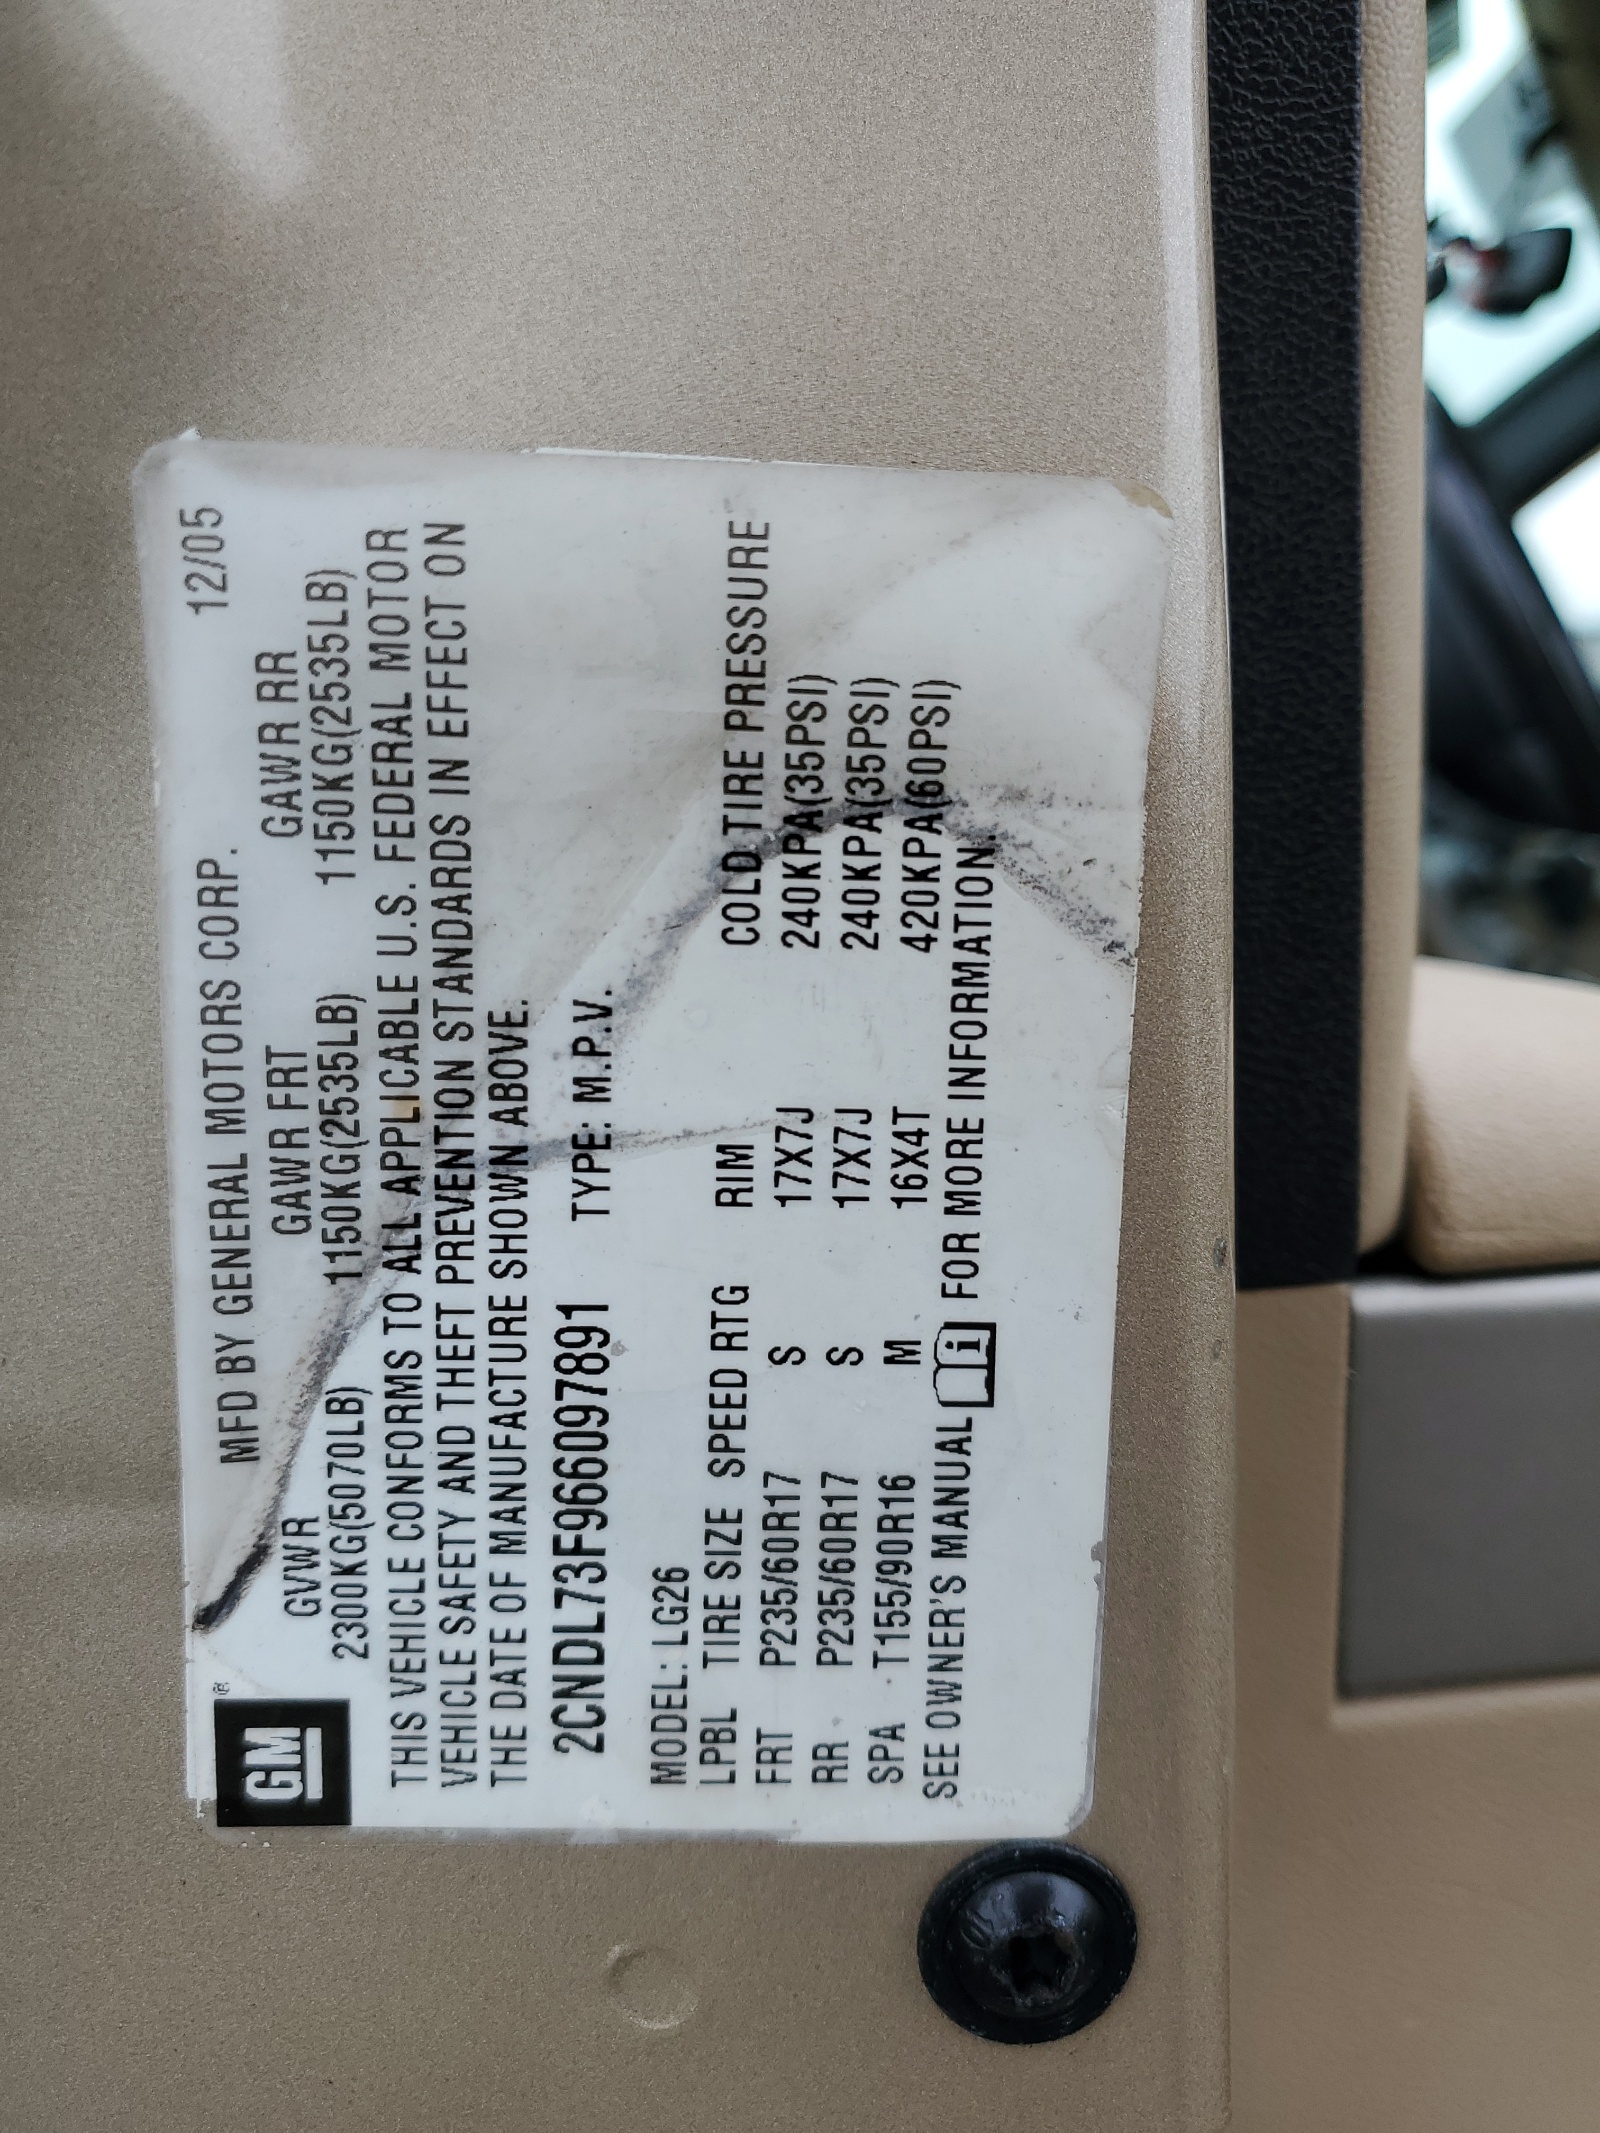 GM ®
MFD BY GENERAL MOTORS CORP. 12/05
GVWR GAWR FRT GAWR RR
2300KG(5070LB) 1150KG(2535LB) 1150KG(2535LB)
THIS VEHICLE CONFORMS TO ALL APPLICABLE U.S. FEDERAL MOTOR
VEHICLE SAFETY AND THEFT PREVENTION STANDARDS IN EFFECT ON
THE DATE OF MANUFACTURE SHOWN ABOVE.
2CNDL73F966097891 TYPE: M.P.V.
MODEL: LG26
LPBL TIRE SIZE SPEED RTG RIM COLD TIRE PRESSURE
FRT P235/60R17 S 17X7J 240KPA(35PSI)
RR P235/60R17 S 17X7J 240KPA(35PSI)
SPA T155/90R16 M 16X4T 420KPA(60PSI)
SEE OWNER'S MANUAL i FOR MORE INFORMATION.